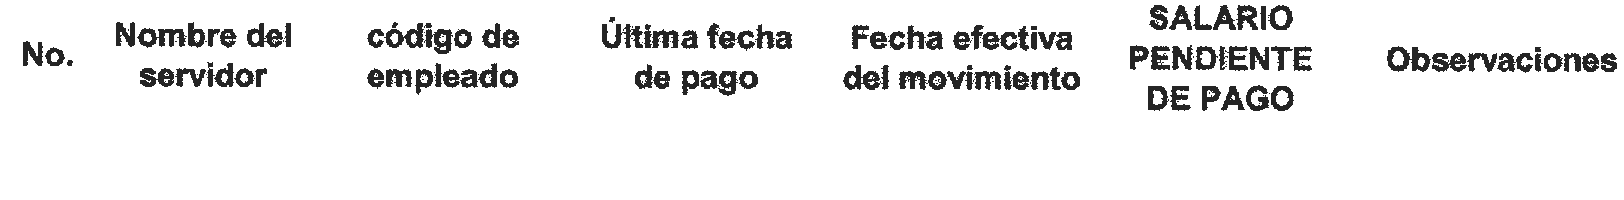 No.
Nombre del
servidor
código de
empleado
Última fecha
de pago
Fecha efectiva
del movimiento
SALARIO
PENDIENTE
DE PAGO
Observaciones